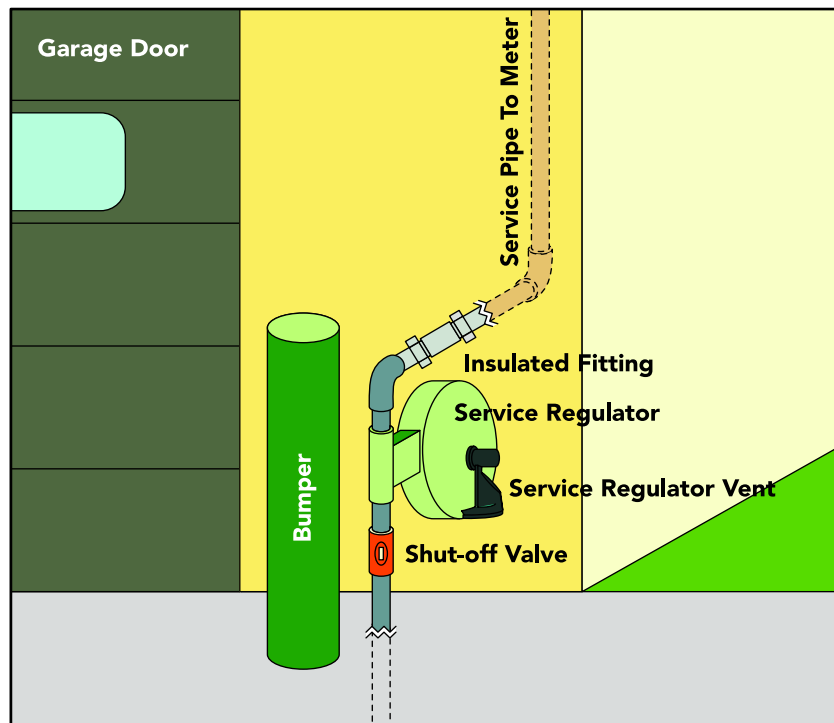 Garage Door
Service Pipe To Meter
Insulated Fitting
Service Regulator
Service Regulator Vent
Bumper
Shut-off Valve